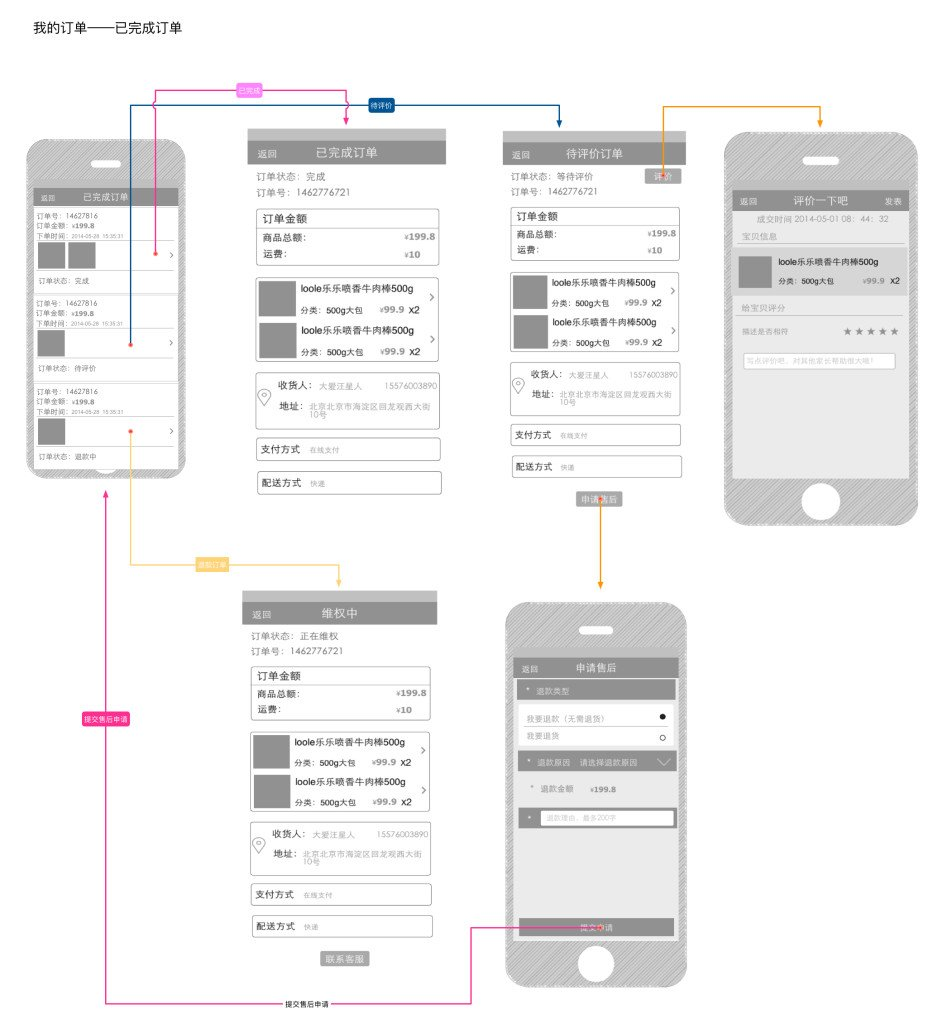 我的订单——已完成订单
已完成
待评价
返回 已完成订单
订单号：14627816
订单金额：¥199.8
下单时间：2014-05-28 15:35:31
订单状态：完成
订单号：14627816
订单金额：¥199.8
下单时间：2014-05-28 15:35:31
订单状态：待评价
订单号：14627816
订单金额：¥199.8
下单时间：2014-05-28 15:35:31
订单状态：退款中
返回 已完成订单
订单状态：完成
订单号：1462776721
订单金额
商品总额： ¥199.8
运费： ¥10
loole乐乐喷香牛肉棒500g
分类：500g大包 ¥99.9 X2
loole乐乐喷香牛肉棒500g
分类：500g大包 ¥99.9 X2
收货人： 大爱汪星人 15576003890
地址： 北京北京市海淀区回龙观西大街
10号
支付方式 在线支付
配送方式 快递
返回 待评价订单
订单状态：等待评价 评价
订单号：1462776721
订单金额
商品总额： ¥199.8
运费： ¥10
loole乐乐喷香牛肉棒500g
分类：500g大包 ¥99.9 X2
loole乐乐喷香牛肉棒500g
分类：500g大包 ¥99.9 X2
收货人： 大爱汪星人 15576003890
地址： 北京北京市海淀区回龙观西大街
10号
支付方式 在线支付
配送方式 快递
申请售后
返回 评价一下吧 发表
成交时间 2014-05-01 08：44：32
宝贝信息
loole乐乐喷香牛肉棒500g
分类：500g大包 ¥99.9 X2
给宝贝评分
描述是否相符 ★★★★★
写点评价吧，对其他家长帮助很大哦！
退款订单
返回 维权中
订单状态：正在维权
订单号：1462776721
订单金额
商品总额： ¥199.8
运费： ¥10
loole乐乐喷香牛肉棒500g
分类：500g大包 ¥99.9 X2
loole乐乐喷香牛肉棒500g
分类：500g大包 ¥99.9 X2
收货人： 大爱汪星人 15576003890
地址： 北京北京市海淀区回龙观西大街
10号
支付方式 在线支付
配送方式 快递
联系客服
返回 申请售后
* 退款类型
我要退款（无需退货）
我要退货
* 退款原因 请选择退款原因
* 退款金额 ¥199.8
* 退款理由，最多200字
提交申请
提交售后申请
提交售后申请